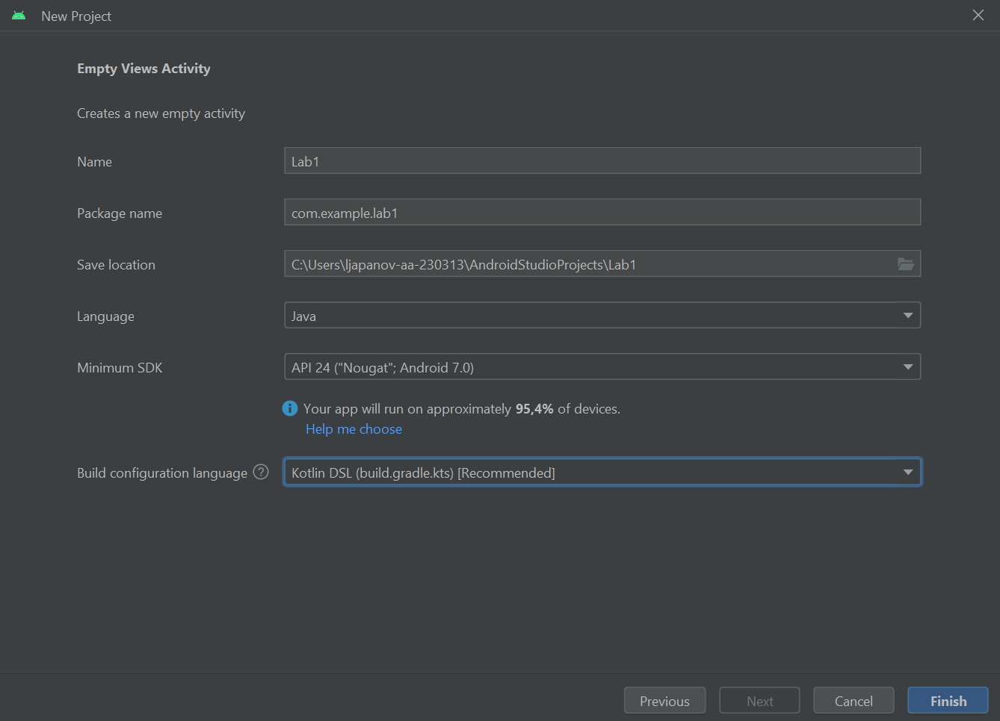 New Project
Empty Views Activity
Creates a new empty activity
Name Lab1
Package name com.example.lab1
Save location C:\Users\ljapanov-aa-230313\AndroidStudioProjects\Lab1
Language Java
Minimum SDK API 24 ("Nougat"; Android 7.0)
Your app will run on approximately 95,4% of devices.
Help me choose
Build configuration language ? Kotlin DSL (build.gradle.kts) [Recommended]
Previous Next Cancel Finish